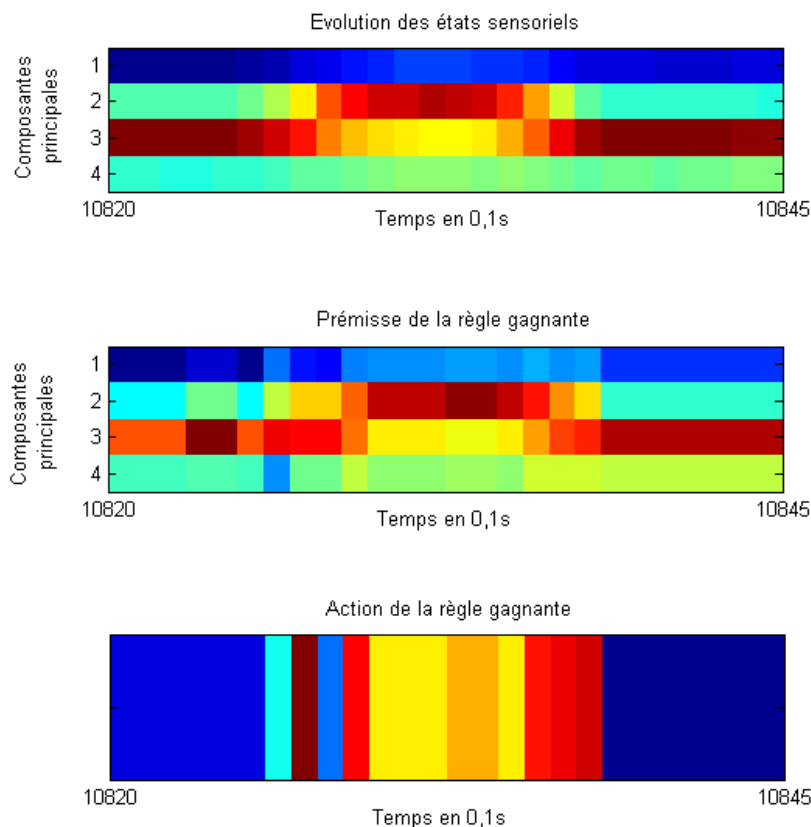 Evolution des états sensoriels
Composantes
principales
1
2
3
4
10820
10845
Temps en 0,1s
Prémisse de la règle gagnante
Composantes
principales
1
2
3
4
10820
10845
Temps en 0,1s
Action de la règle gagnante
10820
10845
Temps en 0,1s